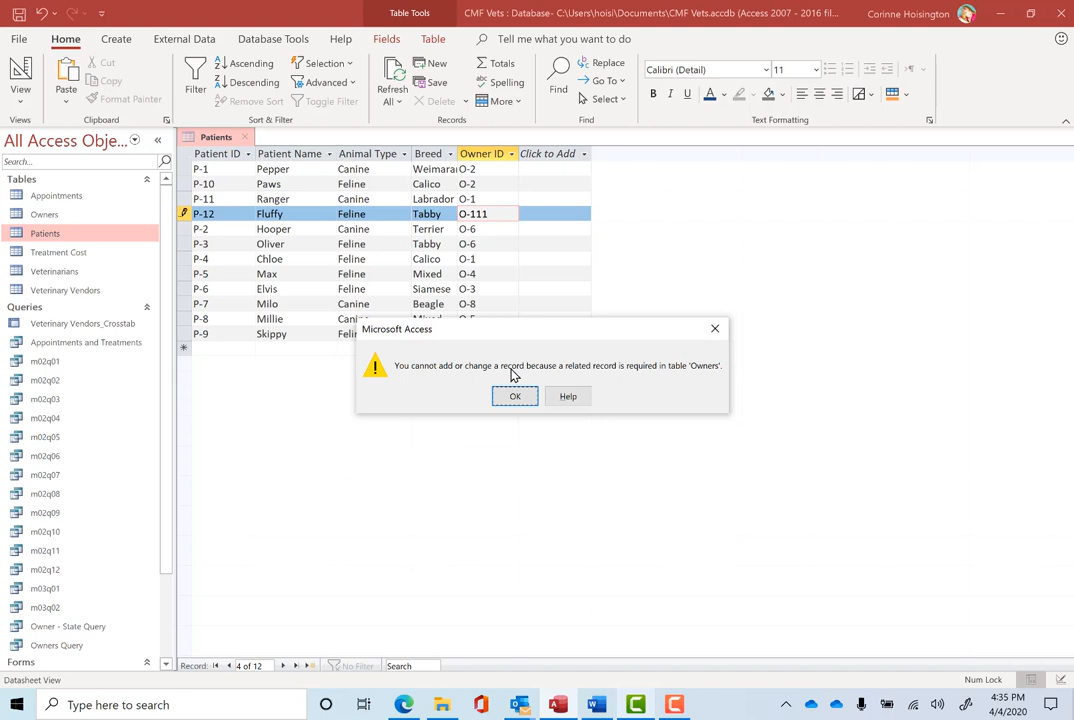 Table Tools
CMF Vets : Database- C:\Users\hoisi\Documents\CMF Vets.accdb (Access 2007 - 2016 fil...
Corinne Hoisington
File Home Create External Data Database Tools Help Fields Table Tell me what you want to do
View
Views
Paste
Cut
Copy
Format Painter
Clipboard
Filter
Ascending
Descending
Remove Sort
Selection
Advanced
Toggle Filter
Sort & Filter
Refresh
All
New
Save
Delete
Totals
Spelling
More
Records
Find
Replace
Go To
Select
Find
Calibri (Detail) 11
B I U A
Text Formatting
All Access Obje...
Search...
Tables
Appointments
Owners
Patients
Treatment Cost
Veterinarians
Veterinary Vendors
Queries
Veterinary Vendors_Crosstab
Appointments and Treatments
m02q01
m02q02
m02q03
m02q04
m02q05
m02q06
m02q07
m02q08
m02q09
m02q10
m02q11
m02q12
m03q01
m03q02
Owner - State Query
Owners Query
Forms
Patients
Patient ID Patient Name Animal Type Breed Owner ID Click to Add
P-1 Pepper Canine Weimara O-2
P-10 Paws Feline Calico O-2
P-11 Ranger Canine Labrador O-1
P-12 Fluffy Feline Tabby O-111
P-2 Hooper Canine Terrier O-6
P-3 Oliver Feline Tabby O-6
P-4 Chloe Feline Calico O-1
P-5 Max Feline Mixed O-4
P-6 Elvis Feline Siamese O-3
P-7 Milo Canine Beagle O-8
P-8 Millie Canine Mixed O-5
P-9 Skippy
Microsoft Access
You cannot add or change a record because a related record is required in table 'Owners'.
OK Help
Record: 4 of 12 No Filter Search
Datasheet View
Num Lock
Type here to search
4:35 PM
4/4/2020